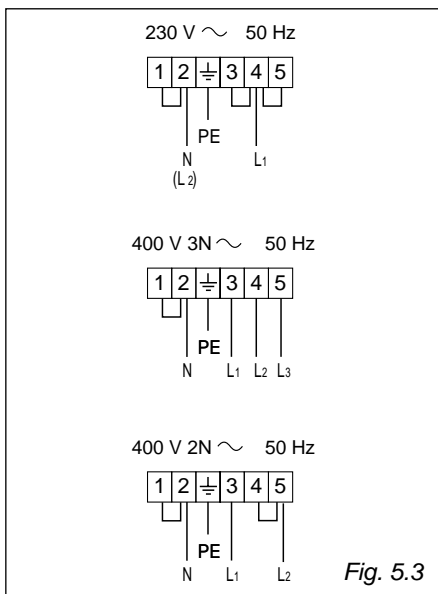 230 V ~ 50 Hz
1 2 ⏚ 3 4 5
PE
N L1
(L2)
400 V 3N ~ 50 Hz
1 2 ⏚ 3 4 5
PE
N L1 L2 L3
400 V 2N ~ 50 Hz
1 2 ⏚ 3 4 5
PE
N L1 L2
Fig. 5.3